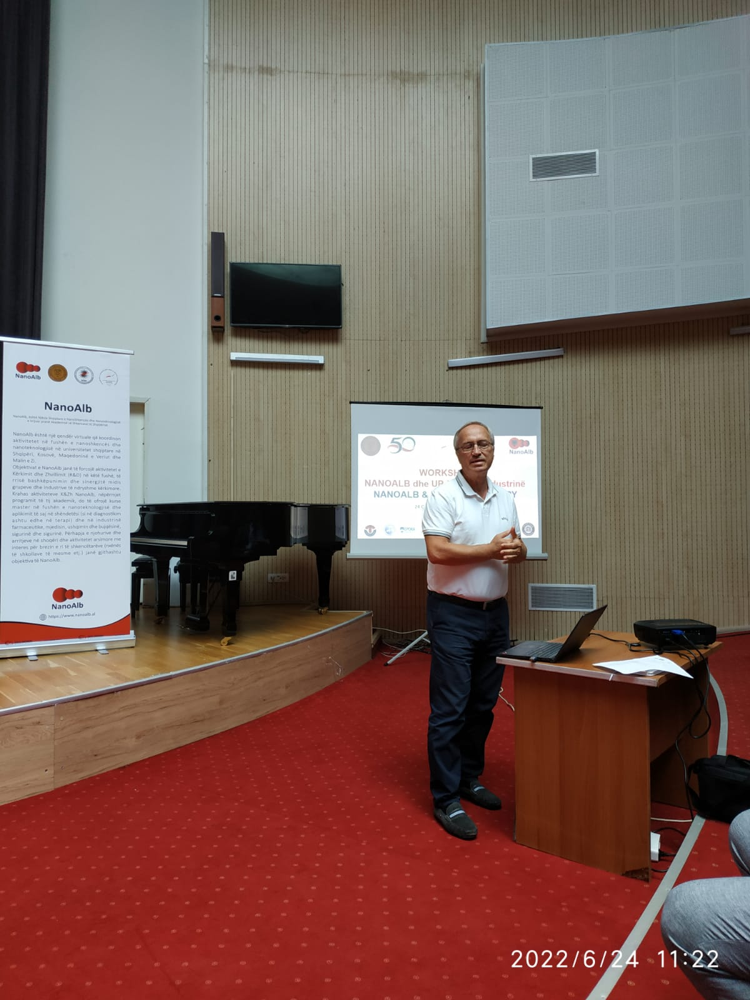 NanoAlb
NanoAlb
NanoAlb, është Njësia Shqiptare e Nanoshkencës dhe Nanoteknologjisë
e krijuar pranë Akademisë së Shkencave të Shqipërisë
NanoAlb është një qendër virtuale që koordinon
aktivitetet në fushën e nanoshkencës dhe
nanoteknologjisë në universitetet shqiptare në
Shqipëri, Kosovë, Maqedoninë e Veriut dhe
Malin e Zi.
Objektivat e NanoAlb janë të forcojë aktivitetet e
Kërkimit dhe Zhvillimit (R&D) në këtë fushë, të
rrisë bashkëpunimin dhe sinergjitë midis
grupeve dhe industrive të ndryshme kërkimore.
Krahas aktiviteteve K&Zh NanoAlb, nëpërmjet
programit të tij akademik, do të ofrojë kurse
master në fushën e nanoteknologjisë dhe
aplikimit të saj në shëndetësi (si në diagnostikim
ashtu edhe në terapi) dhe në industrinë
farmaceutike, mjedisin, ushqimin dhe bujqësinë,
sigurinë dhe sigurinë. Përhapja e njohurive dhe
arritjeve në shoqëri dhe aktivitetet arsimore me
interes për brezin e ri të shkencëtarëve (nxënës
të shkollave të mesme etj.) janë gjithashtu
objektiva të NanoAlb.
NanoAlb
https://www.nanoalb.al
50
NanoAlb
WORKSH
NANOALB dhe UP
ustrinë
NANOALB &
RY
24
EPOKA
2022/6/24 11:22